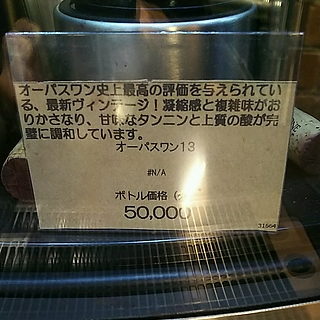 オーパスワン史上最高の評価を与えられてい
る、最新ヴィンテージ！凝縮感と複雑味がお
りかさなり、甘味なタンニンと上質の酸が完
璧に調和しています。
オーパスワン13
#N/A
ボトル価格（
50,000
31664